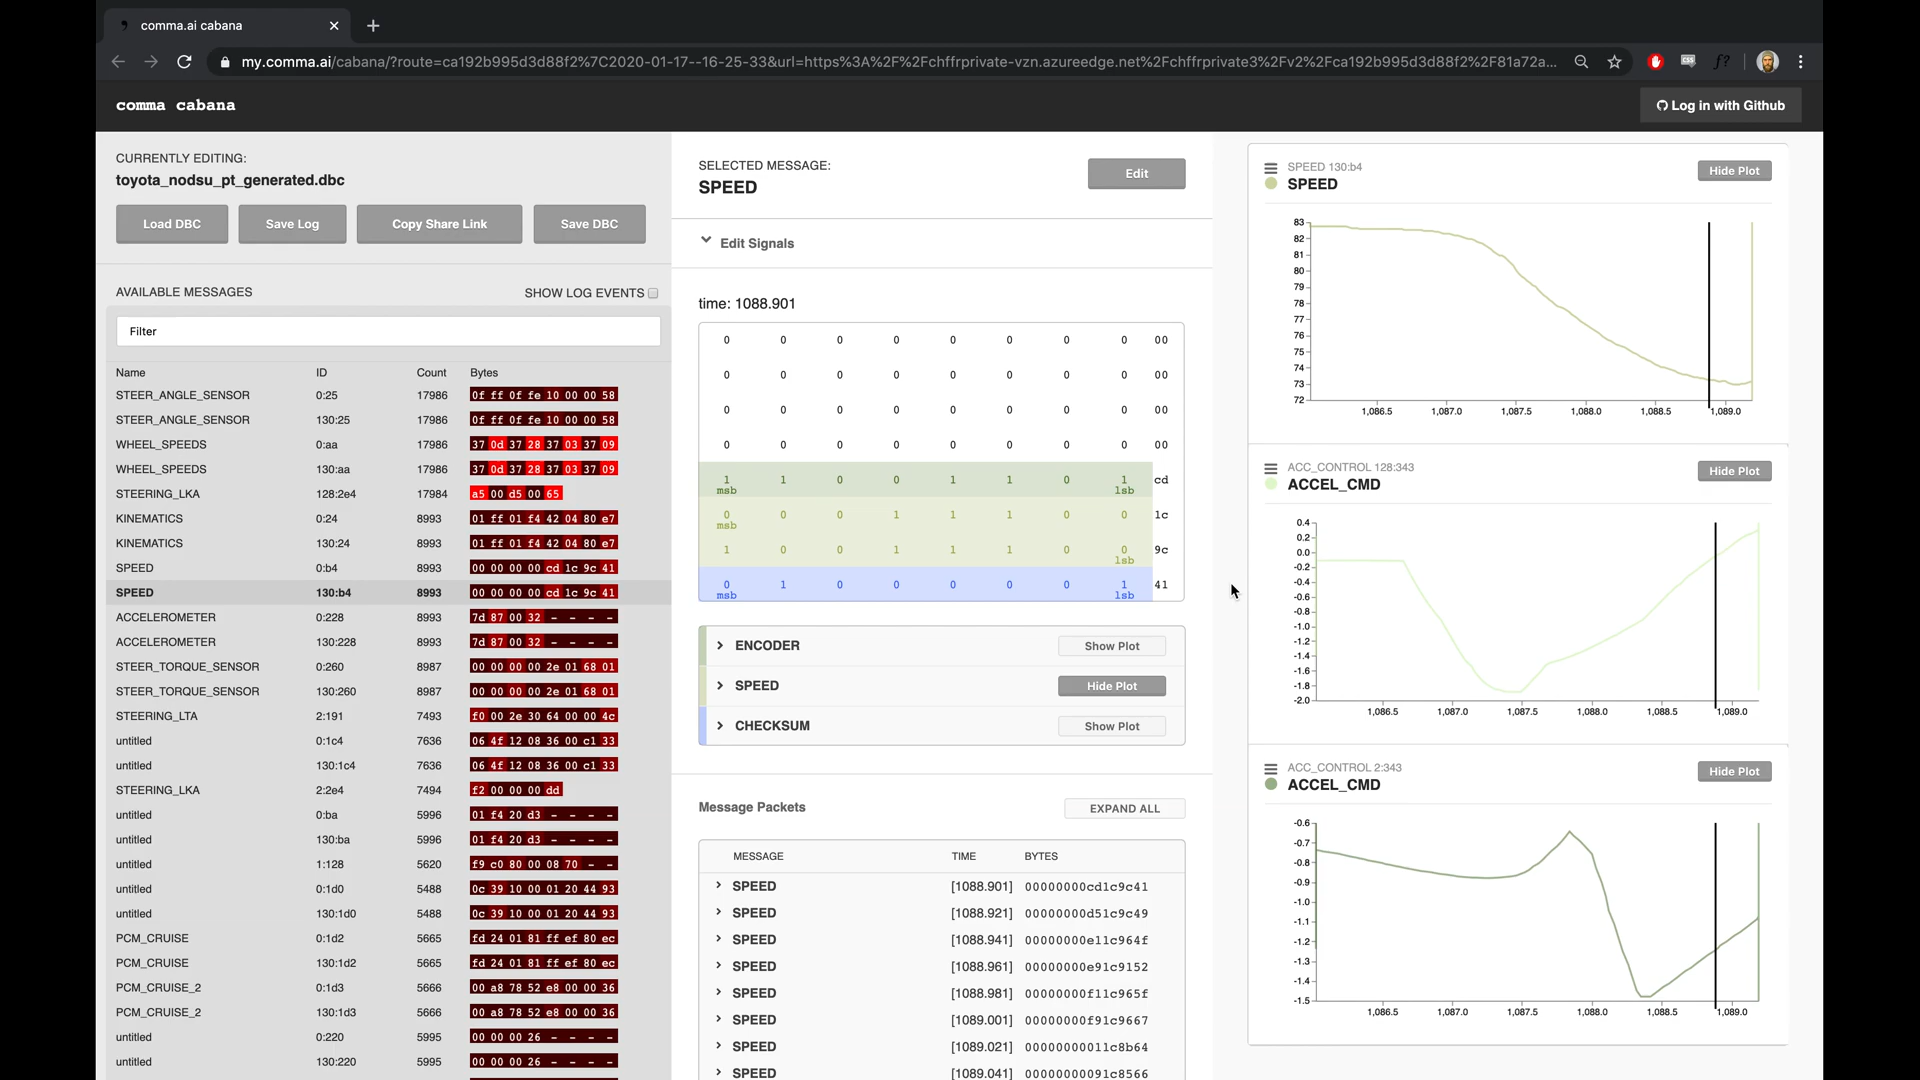 comma.ai cabana
my.comma.ai/cabana/?route=ca192b995d3d88f2%7C2020-01-17--16-25-33&url=https%3A%2F%2Fchffrprivate-vzn.azureedge.net%2Fchffrprivate3%2Fv2%2Fca192b995d3d88f2%2F81a72a...
comma cabana
Log in with Github
CURRENTLY EDITING:
toyota_nodsu_pt_generated.dbc
Load DBC Save Log Copy Share Link Save DBC
AVAILABLE MESSAGES SHOW LOG EVENTS
Filter
Name ID Count Bytes
STEER_ANGLE_SENSOR 0:25 17986 0f ff 0f fe 10 00 00 58
STEER_ANGLE_SENSOR 130:25 17986 0f ff 0f fe 10 00 00 58
WHEEL_SPEEDS 0:aa 17986 37 0d 37 28 37 03 37 09
WHEEL_SPEEDS 130:aa 17986 37 0d 37 28 37 03 37 09
STEERING_LKA 128:2e4 17984 a5 00 d5 00 65
KINEMATICS 0:24 8993 01 ff 01 f4 42 04 80 e7
KINEMATICS 130:24 8993 01 ff 01 f4 42 04 80 e7
SPEED 0:b4 8993 00 00 00 00 cd 1c 9c 41
SPEED 130:b4 8993 00 00 00 00 cd 1c 9c 41
ACCELEROMETER 0:228 8993 7d 87 00 32 - - - -
ACCELEROMETER 130:228 8993 7d 87 00 32 - - - -
STEER_TORQUE_SENSOR 0:260 8987 00 00 00 00 2e 01 68 01
STEER_TORQUE_SENSOR 130:260 8987 00 00 00 00 2e 01 68 01
STEERING_LTA 2:191 7493 f0 00 2e 30 64 00 00 4c
untitled 0:1c4 7636 06 4f 12 08 36 00 c1 33
untitled 130:1c4 7636 06 4f 12 08 36 00 c1 33
STEERING_LKA 2:2e4 7494 f2 00 00 00 dd
untitled 0:ba 5996 01 f4 20 d3 - - - -
untitled 130:ba 5996 01 f4 20 d3 - - - -
untitled 1:128 5620 f9 c0 80 00 08 70 - -
untitled 0:1d0 5488 0c 39 10 00 01 20 44 93
untitled 130:1d0 5488 0c 39 10 00 01 20 44 93
PCM_CRUISE 0:1d2 5665 fd 24 01 81 ff ef 80 ec
PCM_CRUISE 130:1d2 5665 fd 24 01 81 ff ef 80 ec
PCM_CRUISE_2 0:1d3 5666 00 a8 78 52 e8 00 00 36
PCM_CRUISE_2 130:1d3 5666 00 a8 78 52 e8 00 00 36
untitled 0:220 5995 00 00 00 26 - - - -
untitled 130:220 5995 00 00 00 26 - - - -
SELECTED MESSAGE:
SPEED
Edit
Edit Signals
time: 1088.901
0 0 0 0 0 0 0 0 00
0 0 0 0 0 0 0 0 00
0 0 0 0 0 0 0 0 00
0 0 0 0 0 0 0 0 00
1 1 0 0 1 1 0 1 cd
msb lsb
0 0 0 1 1 1 0 0 1c
msb
1 0 0 1 1 1 0 0 9c
lsb
0 1 0 0 0 0 0 1 41
msb lsb
ENCODER Show Plot
SPEED Hide Plot
CHECKSUM Show Plot
Message Packets EXPAND ALL
MESSAGE TIME BYTES
SPEED [1088.901] 00000000cd1c9c41
SPEED [1088.921] 00000000d51c9c49
SPEED [1088.941] 00000000e11c964f
SPEED [1088.961] 00000000e91c9152
SPEED [1088.981] 00000000f11c965f
SPEED [1089.001] 00000000f91c9667
SPEED [1089.021] 00000000011c8b64
SPEED [1089.041] 00000000091c8566
SPEED 130:b4
SPEED
Hide Plot
83
82
81
80
79
78
77
76
75
74
73
72
1,086.5 1,087.0 1,087.5 1,088.0 1,088.5 1,089.0
ACC_CONTROL 128:343
ACCEL_CMD
Hide Plot
0.4
0.2
0.0
-0.2
-0.4
-0.6
-0.8
-1.0
-1.2
-1.4
-1.6
-1.8
-2.0
1,086.5 1,087.0 1,087.5 1,088.0 1,088.5 1,089.0
ACC_CONTROL 2:343
ACCEL_CMD
Hide Plot
-0.6
-0.7
-0.8
-0.9
-1.0
-1.1
-1.2
-1.3
-1.4
-1.5
1,086.5 1,087.0 1,087.5 1,088.0 1,088.5 1,089.0